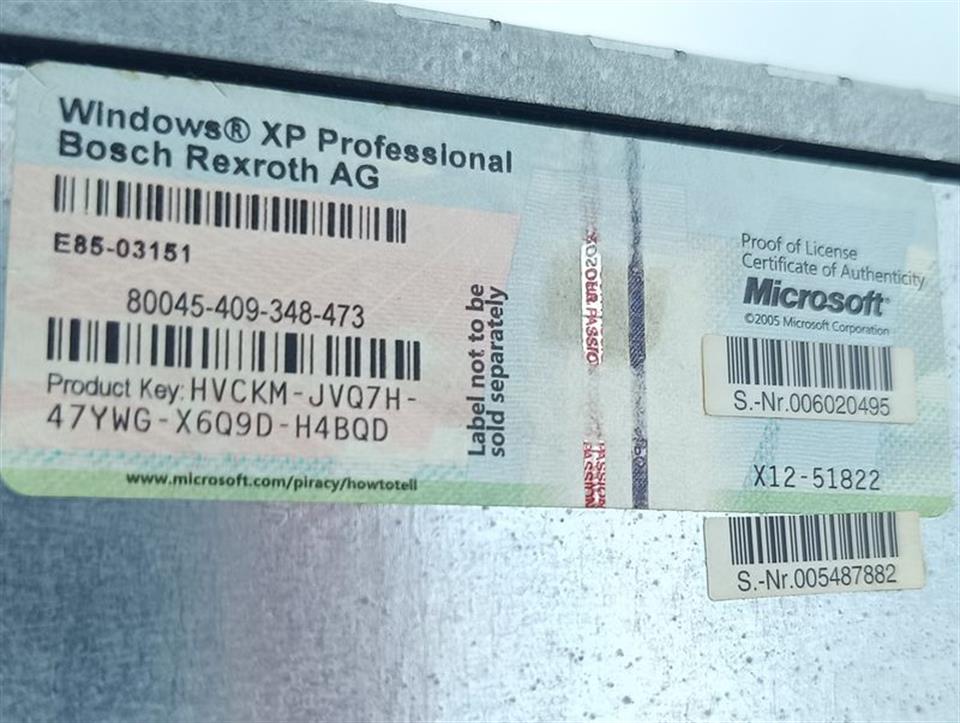 Windows® XP Professional
Bosch Rexroth AG
E85-03151
80045-409-348-473
Product Key: HVCKM-JVQ7H-
47YWG-X6Q9D-H4BQD
www.microsoft.com/piracy/howtotell
Label not to be
sold separately
PASSION
Proof of License
Certificate of Authenticity
Microsoft®
©2005 Microsoft Corporation
S.-Nr.006020495
X12-51822
S.-Nr.005487882